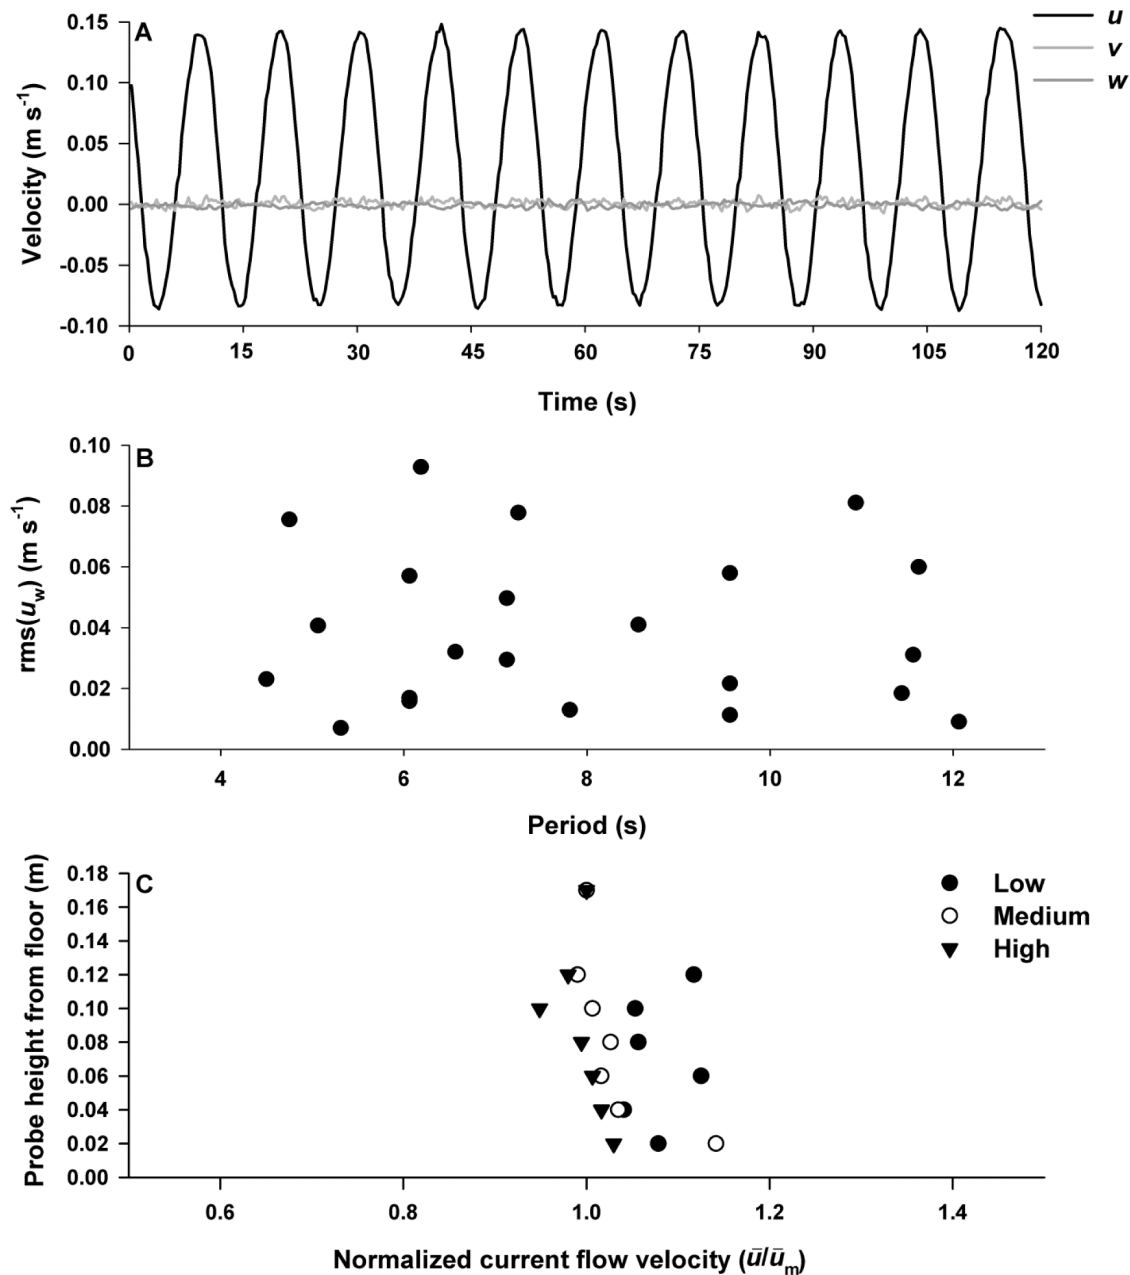 A
u
v
w
0.15
0.10
0.05
0.00
-0.05
-0.10
Velocity (m s⁻¹)
0 15 30 45 60 75 90 105 120
Time (s)
B
0.10
0.08
0.06
0.04
0.02
0.00
rms(u_w) (m s⁻¹)
4 6 8 10 12
Period (s)
C
Low
Medium
High
0.18
0.16
0.14
0.12
0.10
0.08
0.06
0.04
0.02
0.00
Probe height from floor (m)
0.6 0.8 1.0 1.2 1.4
Normalized current flow velocity (ū/ū_m)